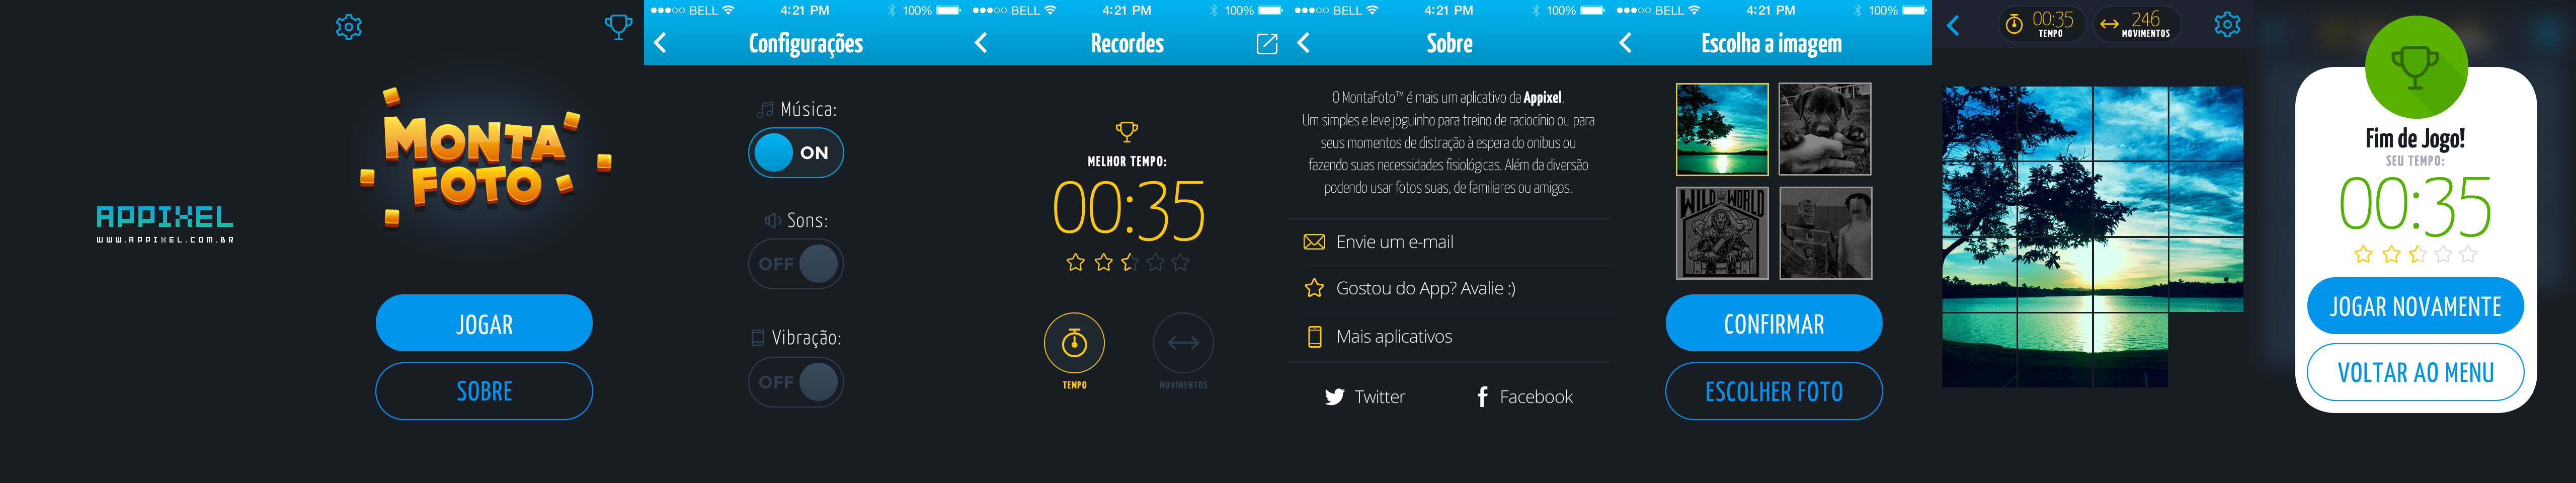 APPIXEL
WWW.APPIXEL.COM.BR
MONTA
FOTO
JOGAR
SOBRE
BELL 4:21 PM 100%
Configurações
Música:
ON
Sons:
OFF
Vibração:
OFF
BELL 4:21 PM 100%
Recordes
MELHOR TEMPO:
00:35
TEMPO
MOVIMENTOS
BELL 4:21 PM 100%
Sobre
O MontaFoto™ é mais um aplicativo da Appixel.
Um simples e leve joguinho para treino de raciocínio ou para
seus momentos de distração à espera do onibus ou
fazendo suas necessidades fisiológicas. Além da diversão
podendo usar fotos suas, de familiares ou amigos.
Envie um e-mail
Gostou do App? Avalie :)
Mais aplicativos
Twitter
Facebook
BELL 4:21 PM 100%
Escolha a imagem
WILD WORLD
CONFIRMAR
ESCOLHER FOTO
00:35
TEMPO
246
MOVIMENTOS
Fim de Jogo!
SEU TEMPO:
00:35
JOGAR NOVAMENTE
VOLTAR AO MENU